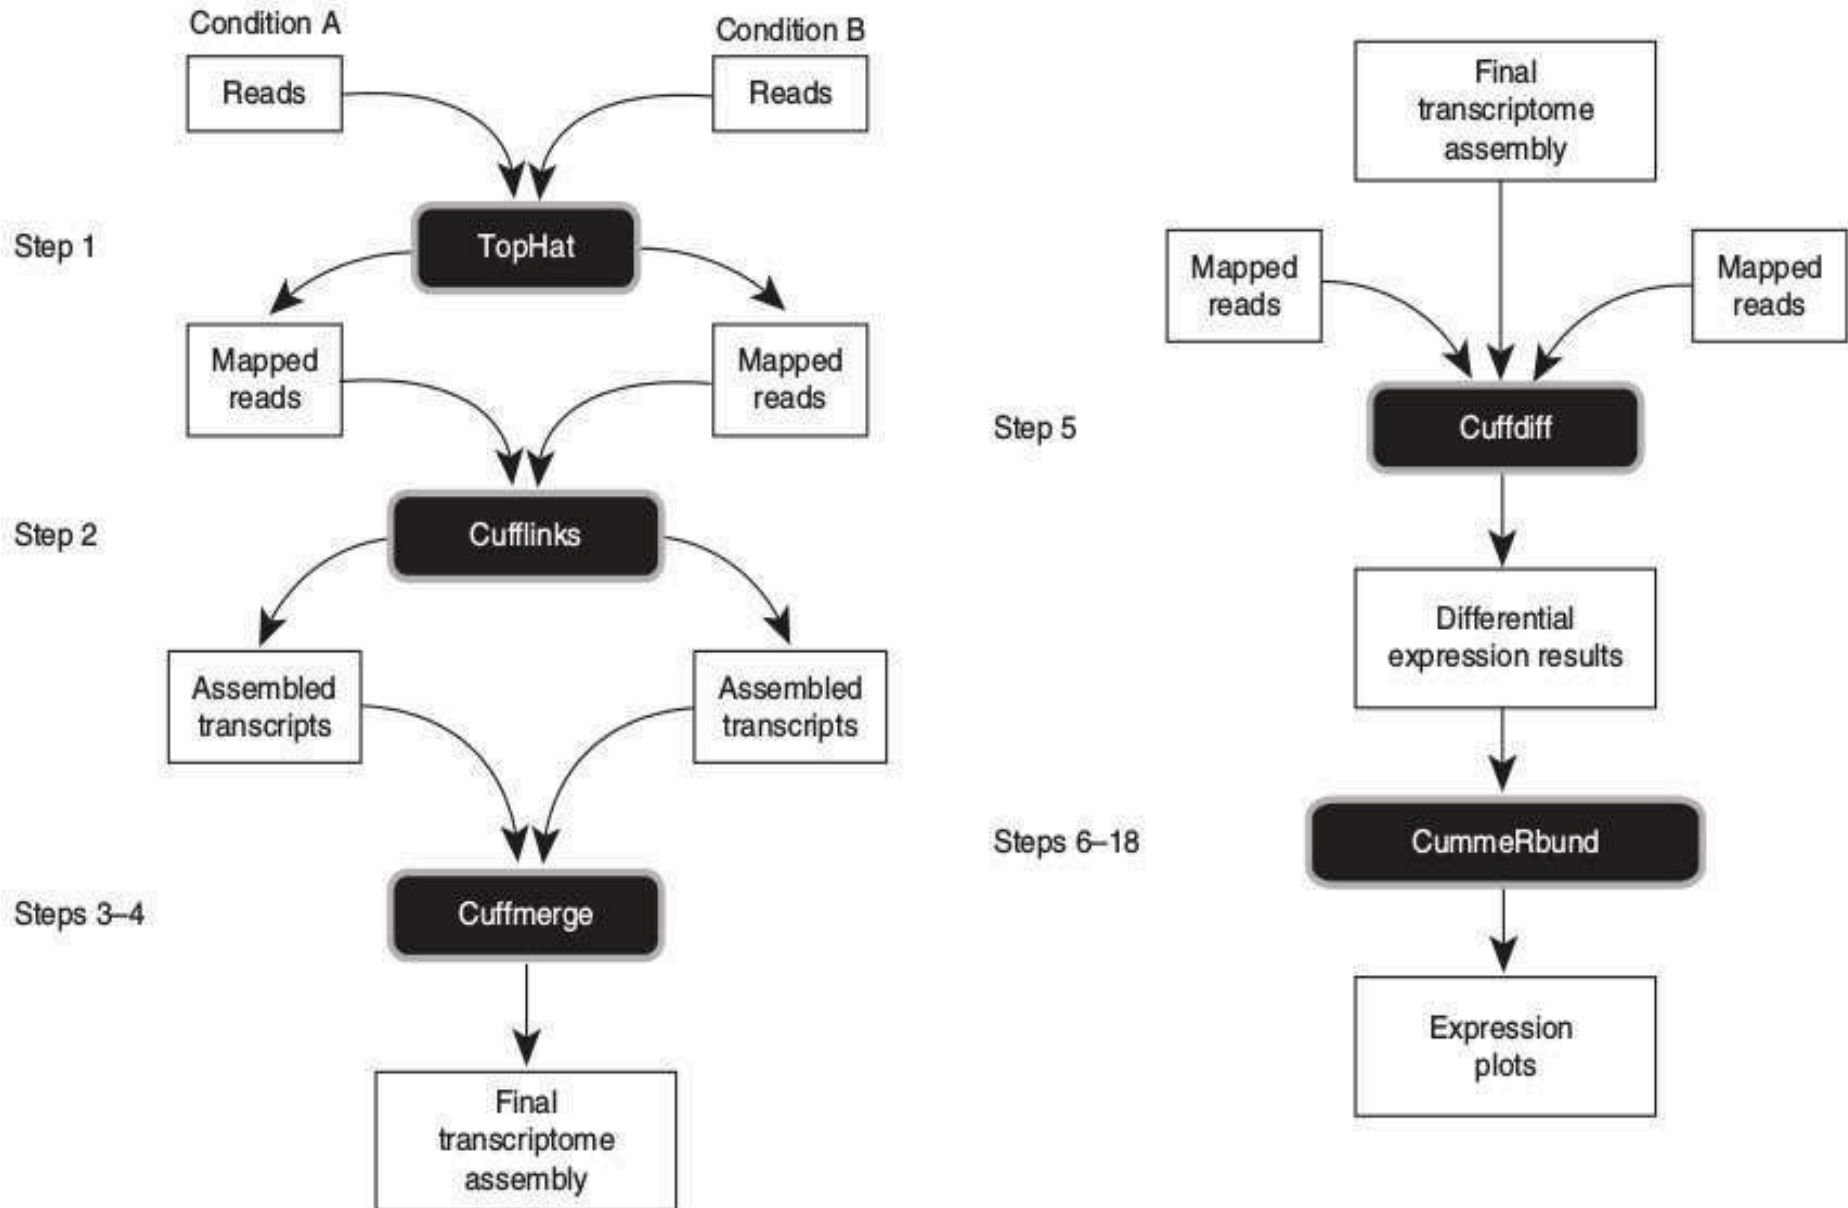 Condition A
Condition B
Reads
Reads
Step 1
TopHat
Mapped
reads
Mapped
reads
Step 2
Cufflinks
Assembled
transcripts
Assembled
transcripts
Steps 3–4
Cuffmerge
Final
transcriptome
assembly
Final
transcriptome
assembly
Mapped
reads
Mapped
reads
Step 5
Cuffdiff
Differential
expression results
Steps 6–18
CummeRbund
Expression
plots